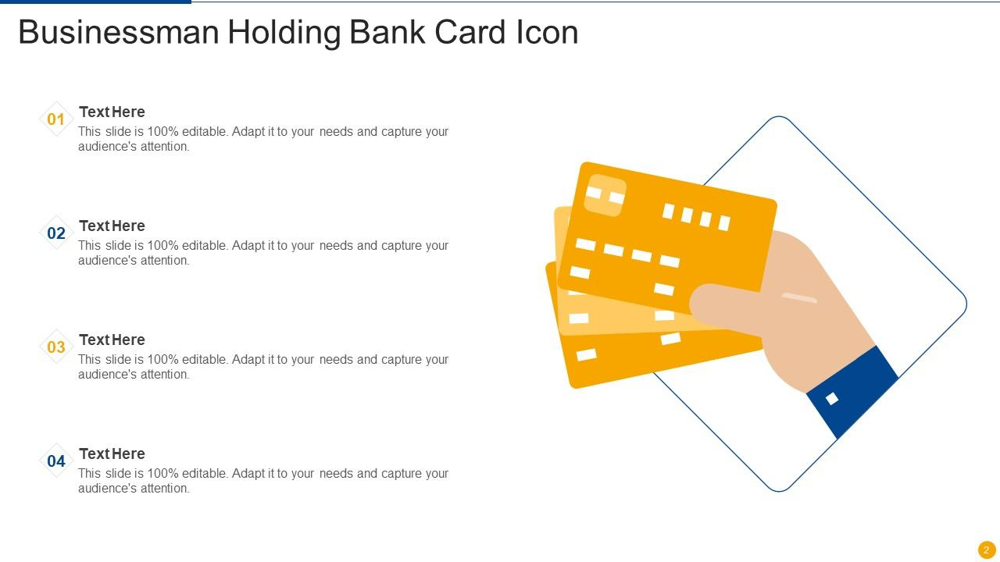 Businessman Holding Bank Card Icon
01
Text Here
This slide is 100% editable. Adapt it to your needs and capture your
audience's attention.
02
Text Here
This slide is 100% editable. Adapt it to your needs and capture your
audience's attention.
03
Text Here
This slide is 100% editable. Adapt it to your needs and capture your
audience's attention.
04
Text Here
This slide is 100% editable. Adapt it to your needs and capture your
audience's attention.
2